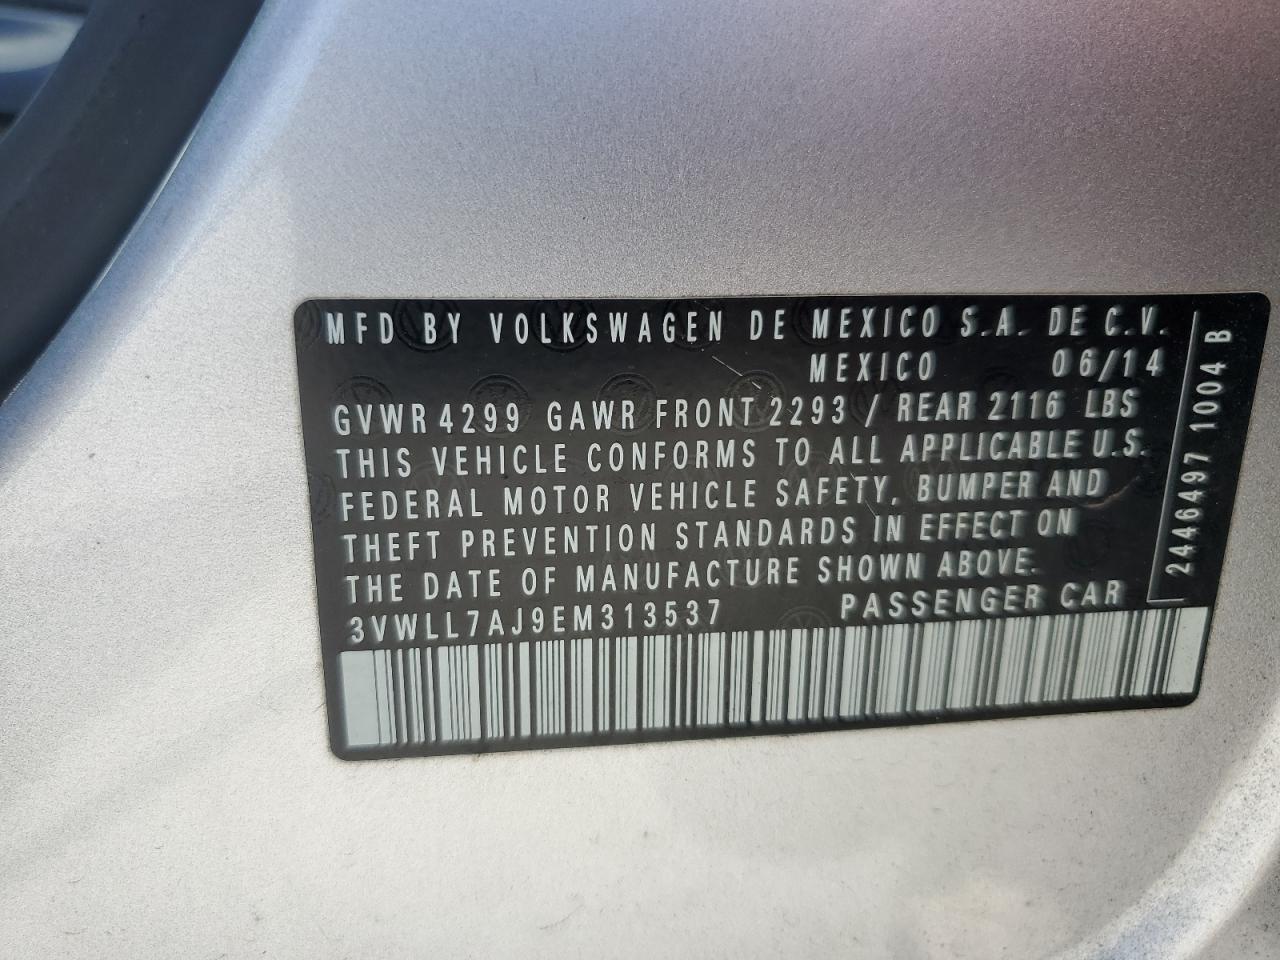 MFD BY VOLKSWAGEN DE MEXICO S.A. DE C.V.
MEXICO 06/14
GVWR 4299 GAWR FRONT 2293 / REAR 2116 LBS
THIS VEHICLE CONFORMS TO ALL APPLICABLE U.S.
FEDERAL MOTOR VEHICLE SAFETY, BUMPER AND
THEFT PREVENTION STANDARDS IN EFFECT ON
THE DATE OF MANUFACTURE SHOWN ABOVE.
3VWLL7AJ9EM313537 PASSENGER CAR
2446497 1004 B